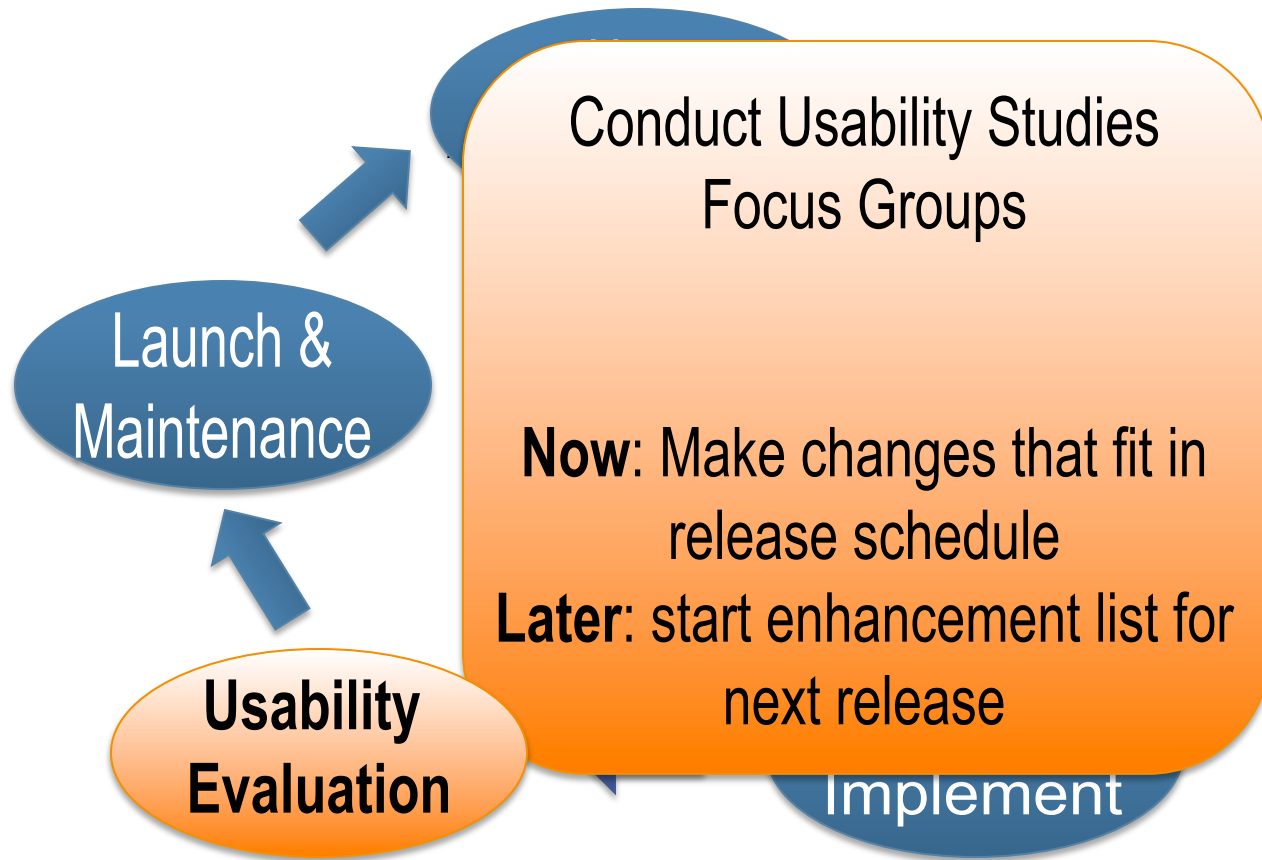 Conduct Usability Studies
Focus Groups
Now: Make changes that fit in
release schedule
Later: start enhancement list for
next release
Launch &
Maintenance
Usability
Evaluation
Implement